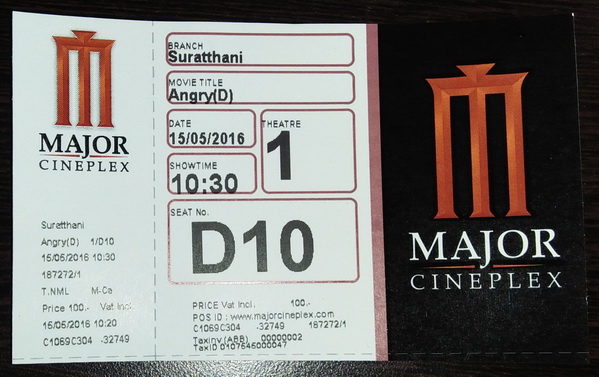 MAJOR
CINEPLEX
Suratthani
Angry(D) 1/D10
15/05/2016 10:30
187272/1
T.NML M-Ce
Price 100.- Vat Incl.
15/05/2016 10:20
C1069C304 -32749
BRANCH
Suratthani
MOVIE TITLE
Angry(D)
DATE
15/05/2016
THEATRE
1
SHOWTIME
10:30
SEAT No.
D10
PRICE Vat Incl. 100.-
POS ID : www.majorcineplex.com
C1069C304 -32749 187272/1
Taxinv(ABB) 00000002
TaxID 0107545000047
MAJOR
CINEPLEX